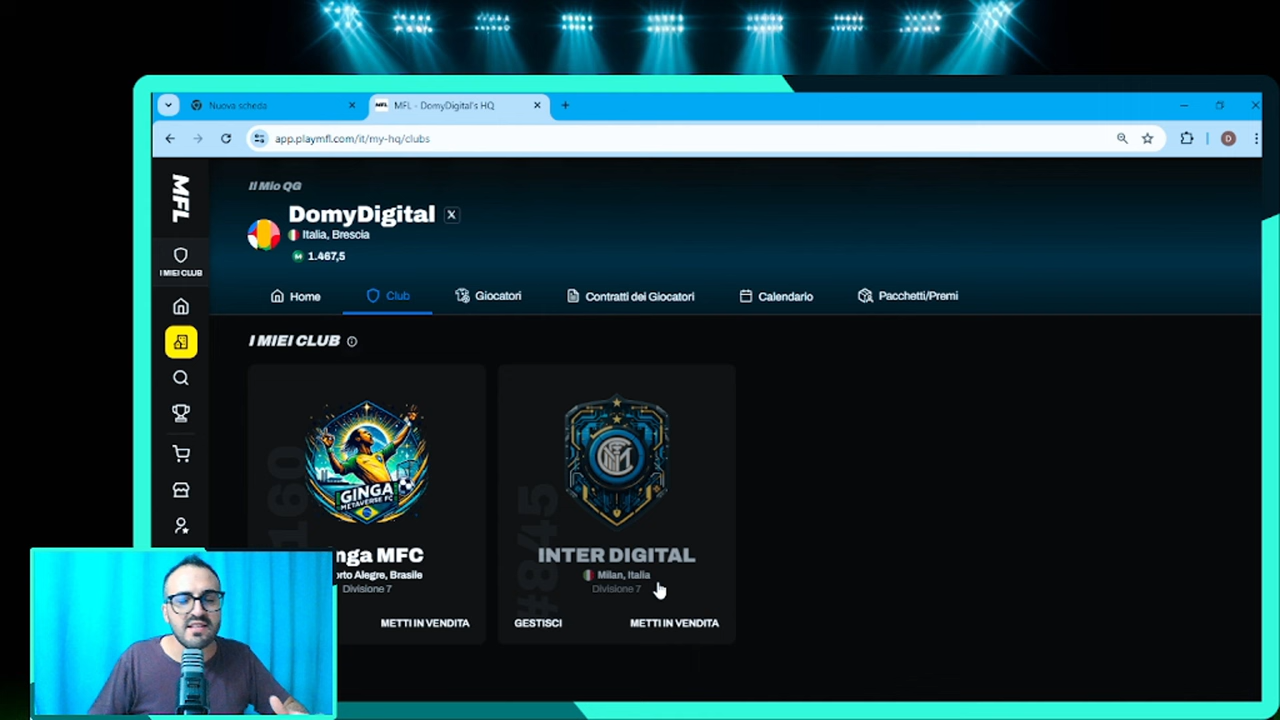 Nuova scheda
MFL - DomyDigital's HQ
app.playmfl.com/it/my-hq/clubs
MFL
Il Mio QG
DomyDigital
Italia, Brescia
1.467,5
I MIEI CLUB
Home
Club
Giocatori
Contratti dei Giocatori
Calendario
Pacchetti/Premi
I MIEI CLUB
GINGA
METAVERSE FC
nga MFC
orto Alegre, Brasile
Divisione 7
METTI IN VENDITA
#845
INTER DIGITAL
Milan, Italia
Divisione 7
GESTISCI
METTI IN VENDITA
160
D